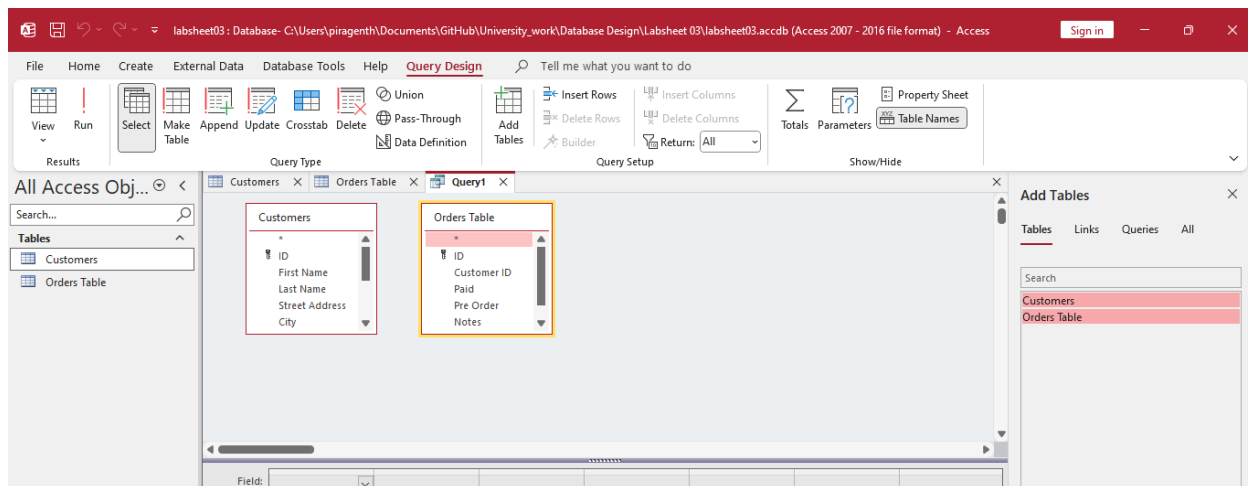 labsheet03 : Database- C:\Users\piragenth\Documents\GitHub\University_work\Database Design\Labsheet 03\labsheet03.accdb (Access 2007 - 2016 file format) - Access
Sign in
File Home Create External Data Database Tools Help Query Design Tell me what you want to do
View Run Select Make Table Append Update Crosstab Delete
Union
Pass-Through
Data Definition
Add Tables
Insert Rows
Delete Rows
Builder
Insert Columns
Delete Columns
Return: All
Totals Parameters
Property Sheet
XYZ Table Names
Results Query Type Query Setup Show/Hide
All Access Obj...
Search...
Tables
Customers
Orders Table
Customers Orders Table Query1
Customers
*
ID
First Name
Last Name
Street Address
City
Orders Table
*
ID
Customer ID
Paid
Pre Order
Notes
Field:
Add Tables
Tables Links Queries All
Search
Customers
Orders Table